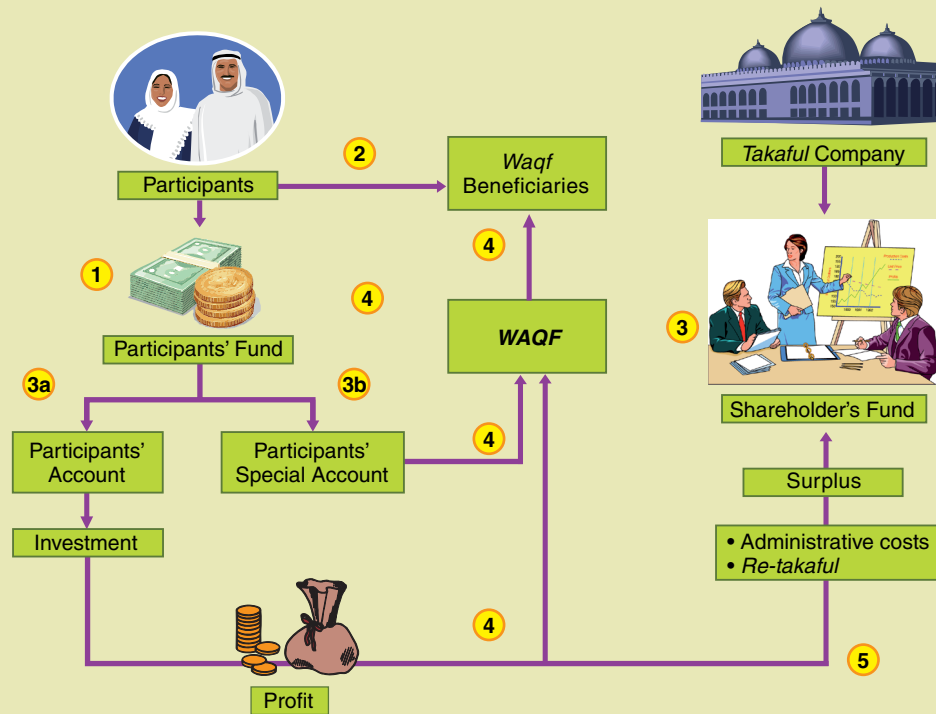 2
Participants
Waqf
Beneficiaries
Takaful Company
1
4
4
Participants' Fund
WAQF
3
3a
3b
Shareholder's Fund
Participants'
Account
Participants'
Special Account
4
Surplus
Investment
• Administrative costs
• Re-takaful
4
5
Profit